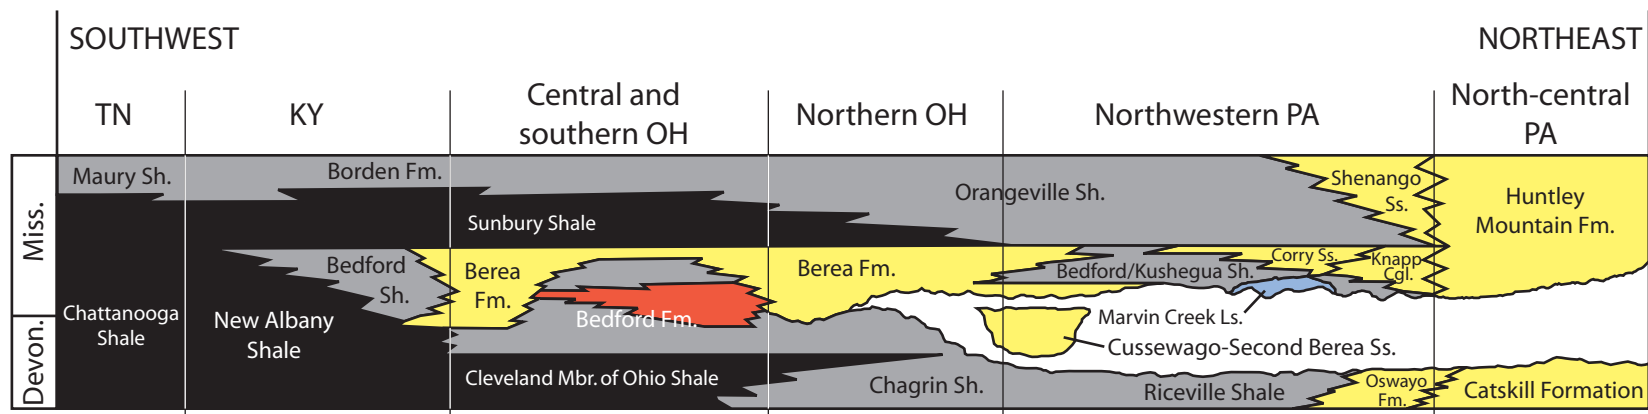 SOUTHWEST
NORTHEAST
TN
KY
Central and
southern OH
Northern OH
Northwestern PA
North-central
PA
Miss.
Devon.
Maury Sh.
Borden Fm.
Orangeville Sh.
Shenango
Ss.
Huntley
Mountain Fm.
Sunbury Shale
Bedford
Sh.
Berea
Fm.
Berea Fm.
Bedford/Kushegua Sh.
Corry Ss.
Knapp
Cgl.
Chattanooga
Shale
New Albany
Shale
Bedford Fm.
Marvin Creek Ls.
Cussewago-Second Berea Ss.
Cleveland Mbr. of Ohio Shale
Chagrin Sh.
Riceville Shale
Oswayo
Fm.
Catskill Formation